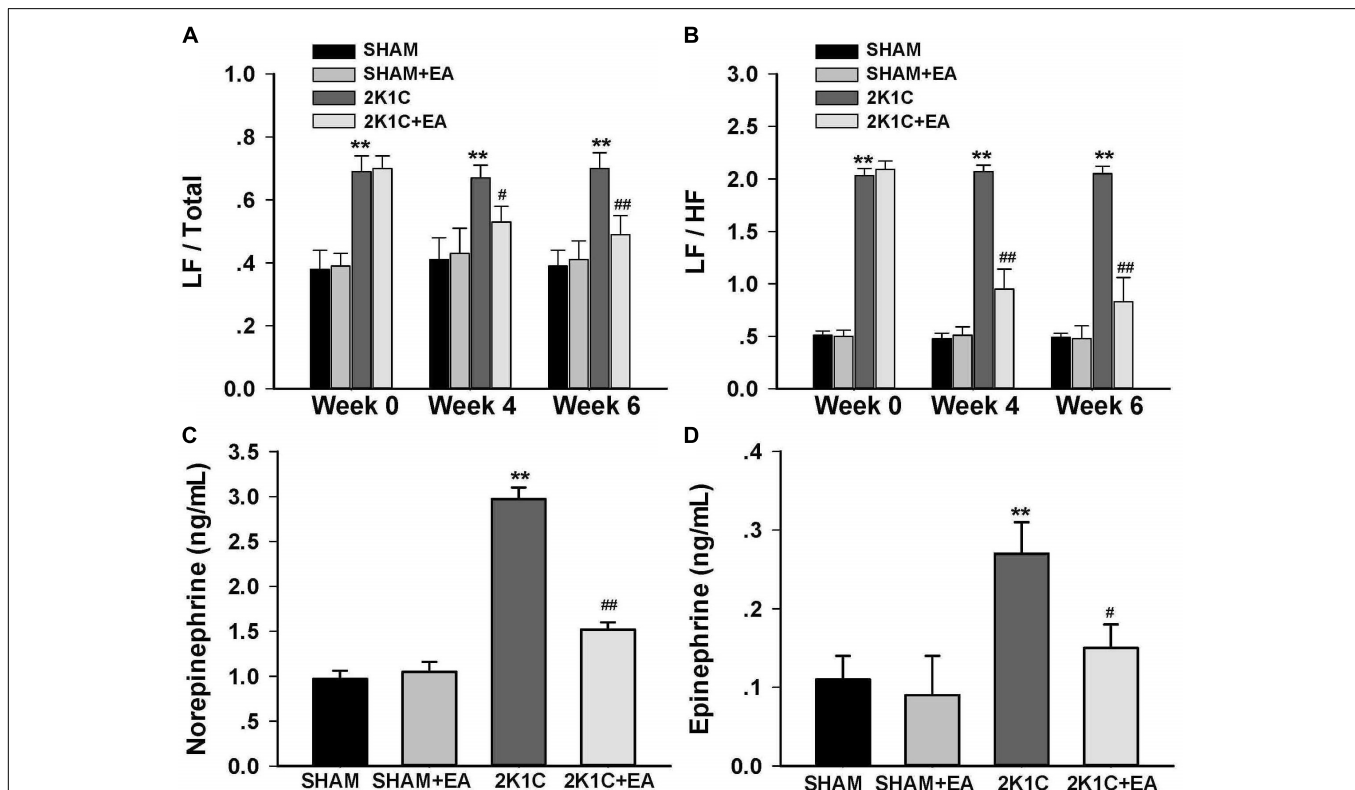 A
SHAM
SHAM+EA
2K1C
2K1C+EA
LF / Total
1.0
.8
.6
.4
.2
0.0
** ** **
# ##
Week 0 Week 4 Week 6
B
SHAM
SHAM+EA
2K1C
2K1C+EA
LF / HF
3.0
2.5
2.0
1.5
1.0
.5
0.0
** ** **
## ##
Week 0 Week 4 Week 6
C
Norepinephrine (ng/mL)
3.5
3.0
2.5
2.0
1.5
1.0
.5
0.0
**
##
SHAM SHAM+EA 2K1C 2K1C+EA
D
Epinephrine (ng/mL)
.4
.3
.2
.1
0.0
**
#
SHAM SHAM+EA 2K1C 2K1C+EA